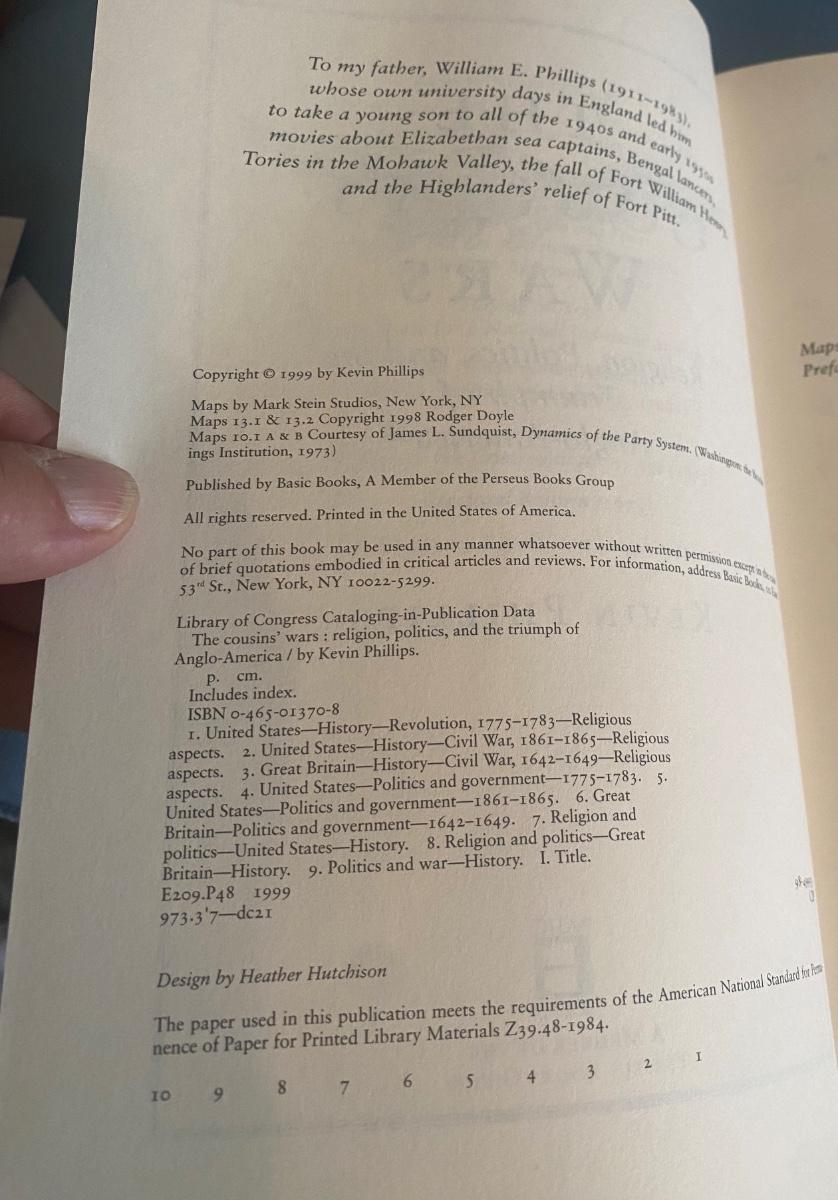 To my father, William E. Phillips (1911–1983),
whose own university days in England led him
to take a young son to all of the 1940s and early 1950s
movies about Elizabethan sea captains, Bengal lancers,
Tories in the Mohawk Valley, the fall of Fort William Henry,
and the Highlanders' relief of Fort Pitt.
WARS
Copyright © 1999 by Kevin Phillips
Maps by Mark Stein Studios, New York, NY
Maps 13.1 & 13.2 Copyright 1998 Rodger Doyle
Maps 10.1 A & B Courtesy of James L. Sundquist, Dynamics of the Party System. (Washington: the
ings Institution, 1973)
Published by Basic Books, A Member of the Perseus Books Group
All rights reserved. Printed in the United States of America.
No part of this book may be used in any manner whatsoever without written permission except in the
of brief quotations embodied in critical articles and reviews. For information, address Basic Books,
53rd St., New York, NY 10022-5299.
Library of Congress Cataloging-in-Publication Data
The cousins' wars : religion, politics, and the triumph of
Anglo-America / by Kevin Phillips.
p. cm.
Includes index.
ISBN 0-465-01370-8
1. United States—History—Revolution, 1775–1783—Religious
aspects. 2. United States—History—Civil War, 1861–1865—Religious
aspects. 3. Great Britain—History—Civil War, 1642–1649—Religious
aspects. 4. United States—Politics and government—1775–1783. 5.
United States—Politics and government—1861–1865. 6. Great
Britain—Politics and government—1642–1649. 7. Religion and
politics—United States—History. 8. Religion and politics—Great
Britain—History. 9. Politics and war—History. I. Title.
E209.P48 1999
973.3'7—dc21
Design by Heather Hutchison
The paper used in this publication meets the requirements of the American National Standard for Perma
nence of Paper for Printed Library Materials Z39.48-1984.
10 9 8 7 6 5 4 3 2 1
Maps
Prefa